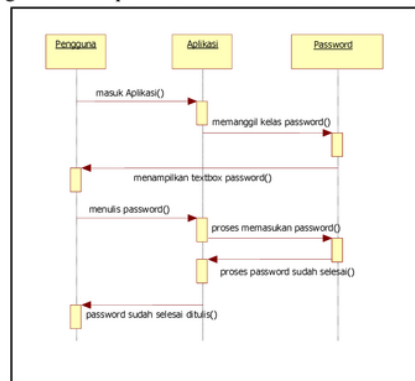 Pengguna
Aplikasi
Password
masuk Aplikasi()
memanggil kelas password()
menampilkan textbox password()
menulis password()
proses memasukan password()
proses password sudah selesai()
password sudah selesai ditulis()